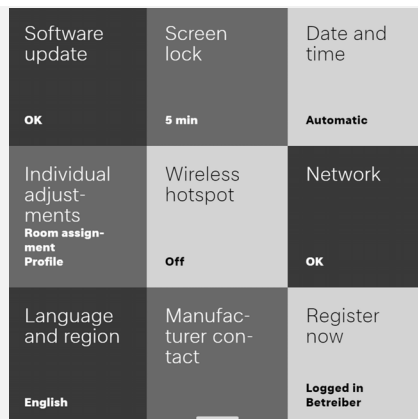 Software
update
OK
Screen
lock
5 min
Date and
time
Automatic
Individual
adjust-
ments
Room assign-
ment
Profile
Wireless
hotspot
Off
Network
OK
Language
and region
English
Manufac-
turer con-
tact
Register
now
Logged in
Betreiber